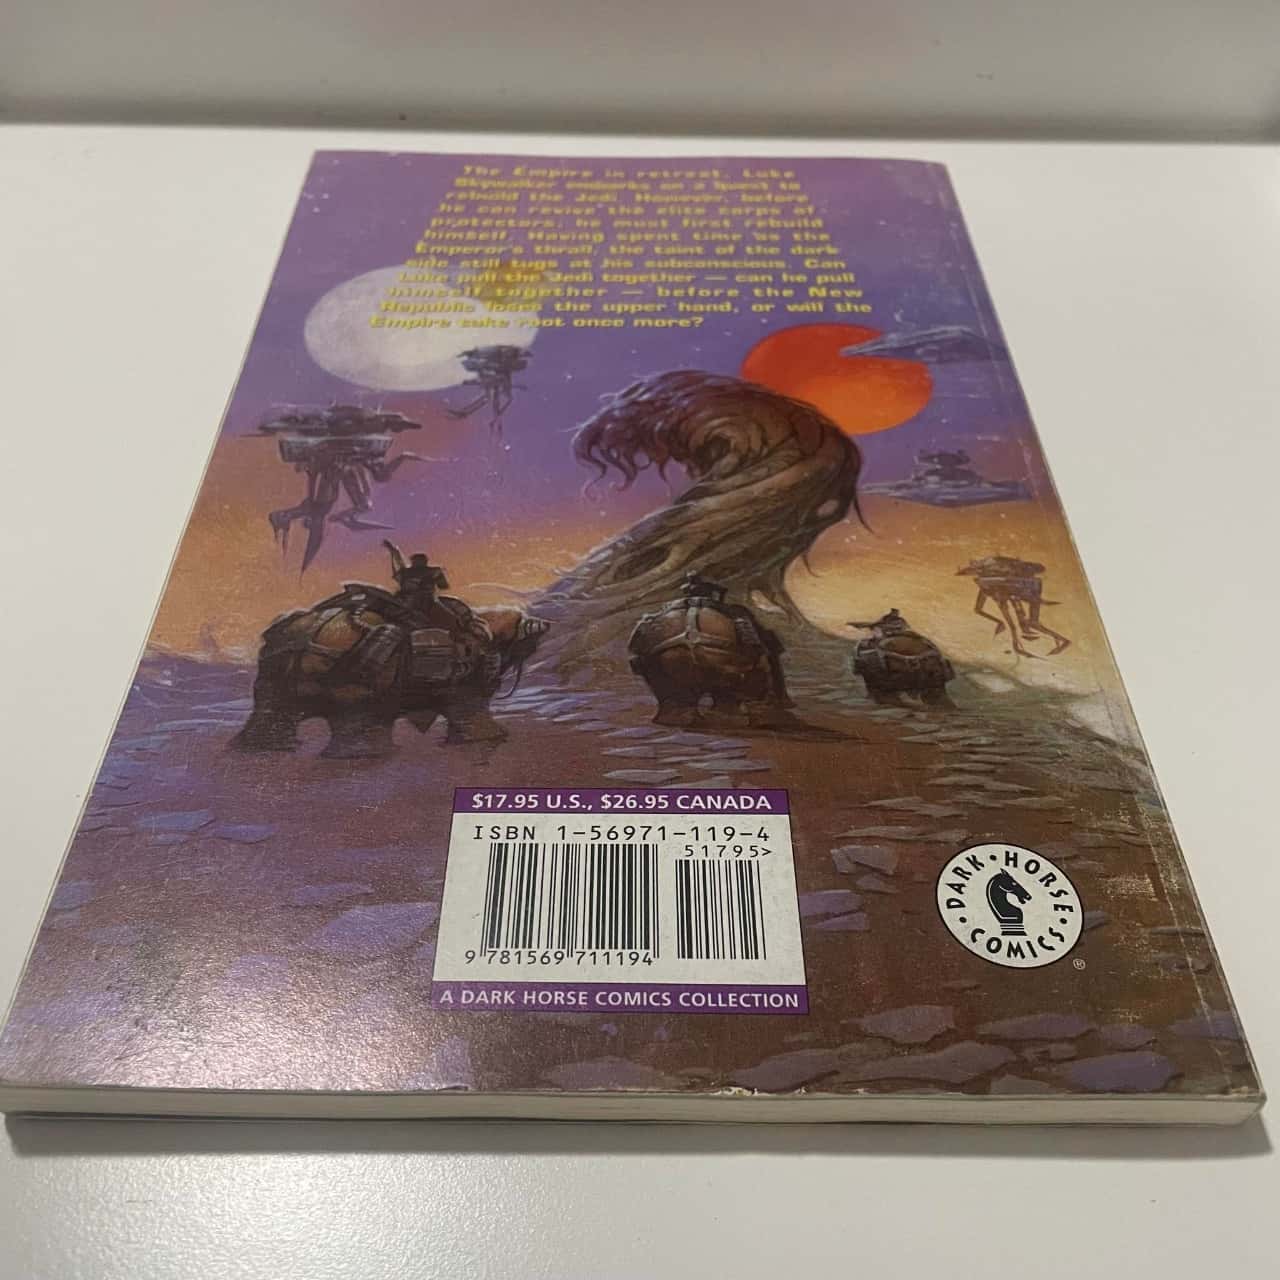 The Empire in retreat, Luke
Skywalker embarks on a quest to
rebuild the Jedi. However, before
he can revive the elite corps of
protectors, he must first rebuild
himself. Having spent time as the
Emperor's thrall, the taint of the dark
side still tugs at his subconscious. Can
Luke pull the Jedi together — can he pull
himself together — before the New
Republic loses the upper hand, or will the
Empire take root once more?
$17.95 U.S., $26.95 CANADA
ISBN 1-56971-119-4
51795>
9 781569 711194
A DARK HORSE COMICS COLLECTION
DARK • HORSE • COMICS •
®